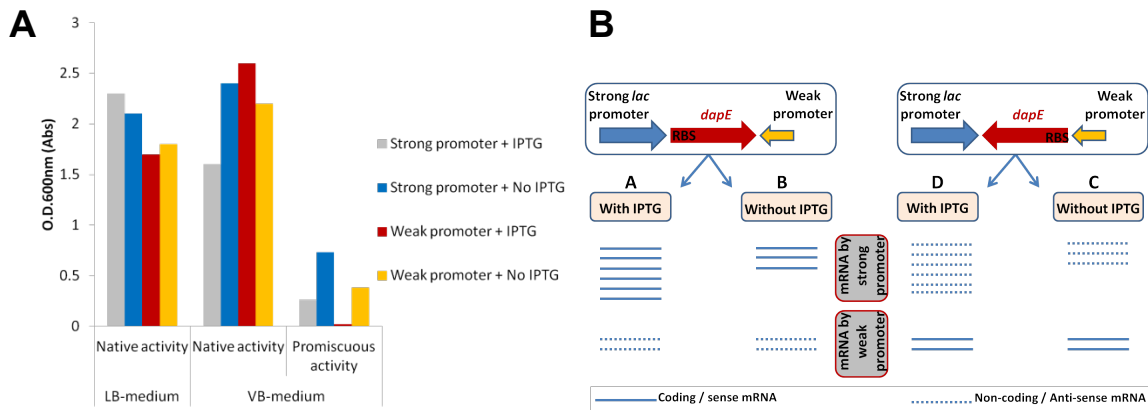 A
O.D.600nm (Abs)
3
2.5
2
1.5
1
0.5
0
Native activity
Native activity
Promiscuous
activity
LB-medium
VB-medium
Strong promoter + IPTG
Strong promoter + No IPTG
Weak promoter + IPTG
Weak promoter + No IPTG
B
Strong lac
promoter
dapE
Weak
promoter
RBS
Strong lac
promoter
dapE
Weak
promoter
RBS
A
B
D
C
With IPTG
Without IPTG
With IPTG
Without IPTG
mRNA by
strong
promoter
mRNA by
weak
promoter
Coding / sense mRNA
Non-coding / Anti-sense mRNA